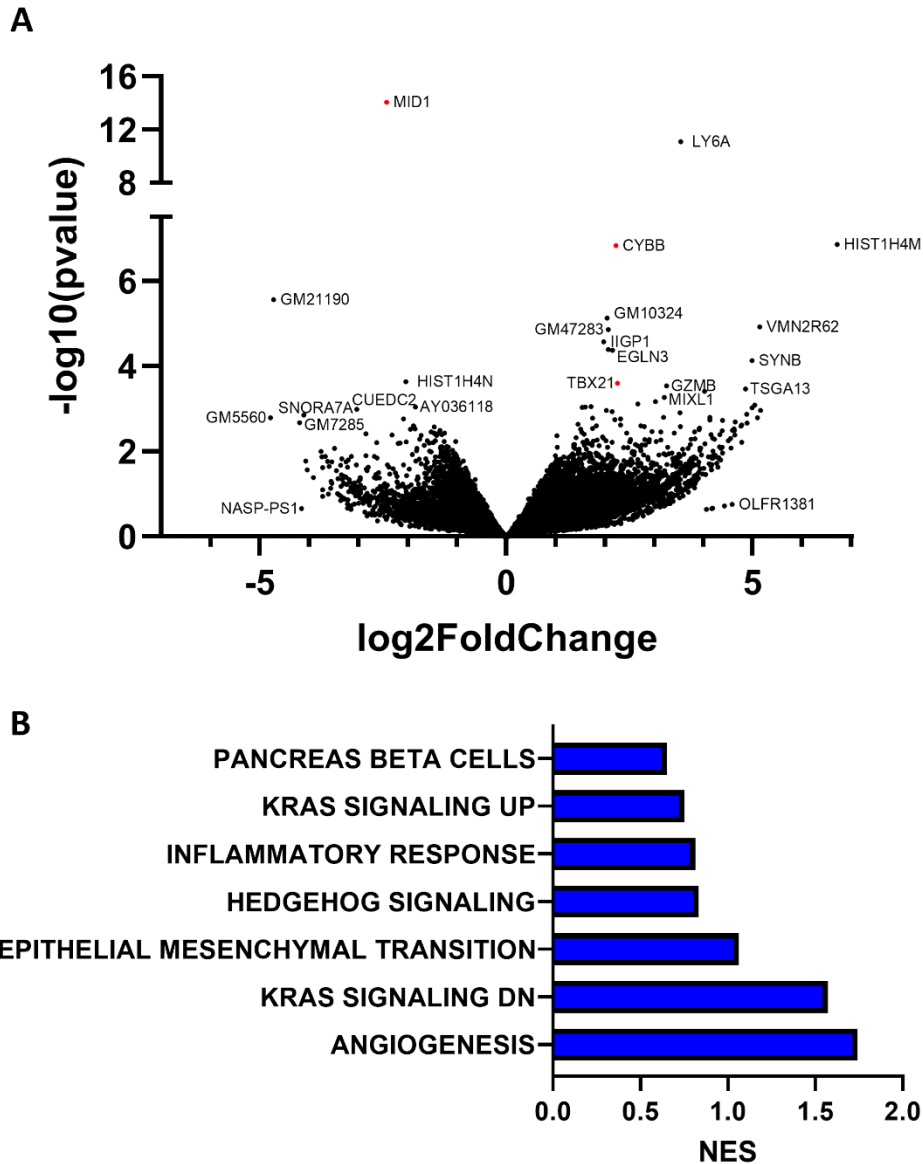 A
16
12
8
6
4
2
0
-log10(pvalue)
MID1
LY6A
CYBB
HIST1H4M
GM21190
GM10324
GM47283
VMN2R62
IIGP1
EGLN3
SYNB
TBX21
GZMB
TSGA13
MIXL1
HIST1H4N
CUEDC2
SNORA7A
AY036118
GM5560
GM7285
NASP-PS1
OLFR1381
-5 0 5
log2FoldChange
B
PANCREAS BETA CELLS
KRAS SIGNALING UP
INFLAMMATORY RESPONSE
HEDGEHOG SIGNALING
EPITHELIAL MESENCHYMAL TRANSITION
KRAS SIGNALING DN
ANGIOGENESIS
0.0 0.5 1.0 1.5 2.0
NES